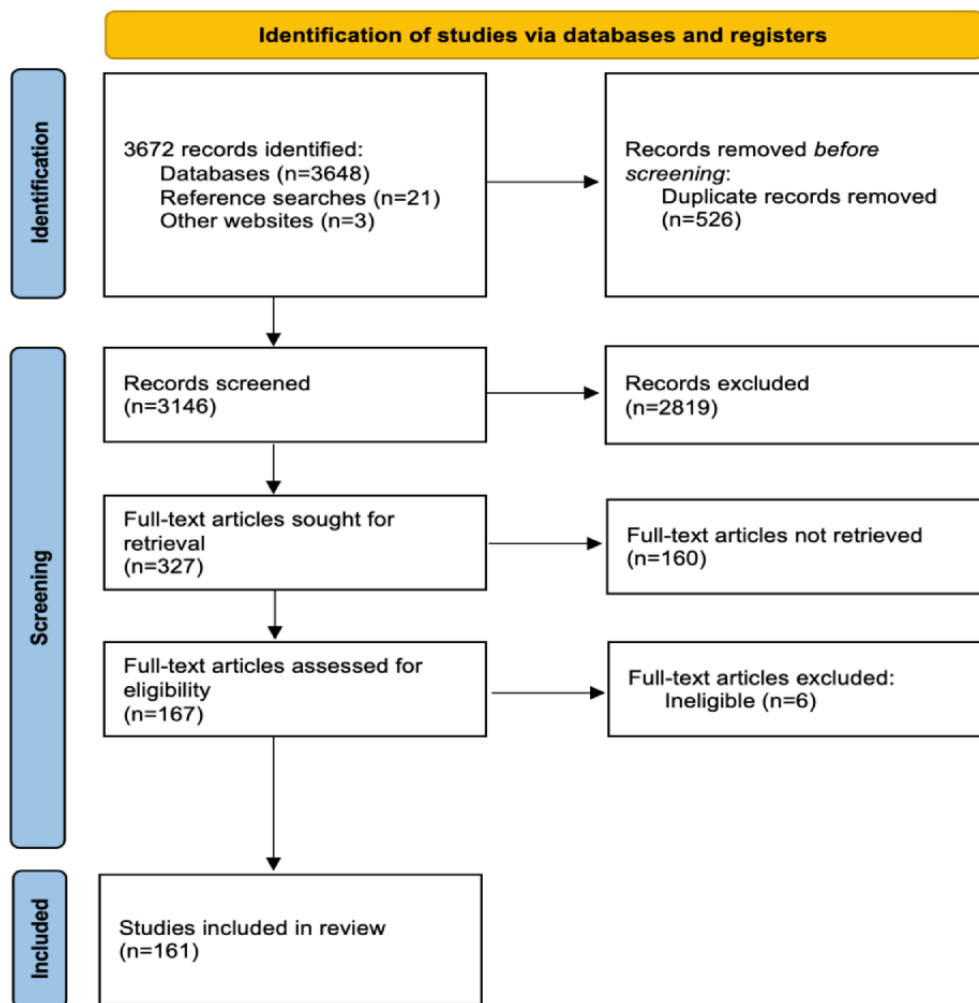 Identification of studies via databases and registers
Identification
3672 records identified:
Databases (n=3648)
Reference searches (n=21)
Other websites (n=3)
Records removed before
screening:
Duplicate records removed
(n=526)
Screening
Records screened
(n=3146)
Records excluded
(n=2819)
Full-text articles sought for
retrieval
(n=327)
Full-text articles not retrieved
(n=160)
Full-text articles assessed for
eligibility
(n=167)
Full-text articles excluded:
Ineligible (n=6)
Included
Studies included in review
(n=161)